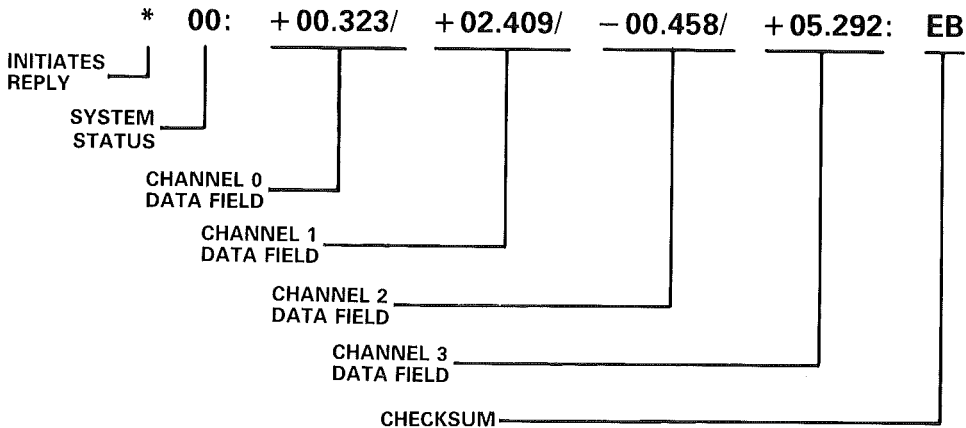 * 00: +00.323/ +02.409/ −00.458/ +05.292: EB
INITIATES
REPLY
SYSTEM
STATUS
CHANNEL 0
DATA FIELD
CHANNEL 1
DATA FIELD
CHANNEL 2
DATA FIELD
CHANNEL 3
DATA FIELD
CHECKSUM